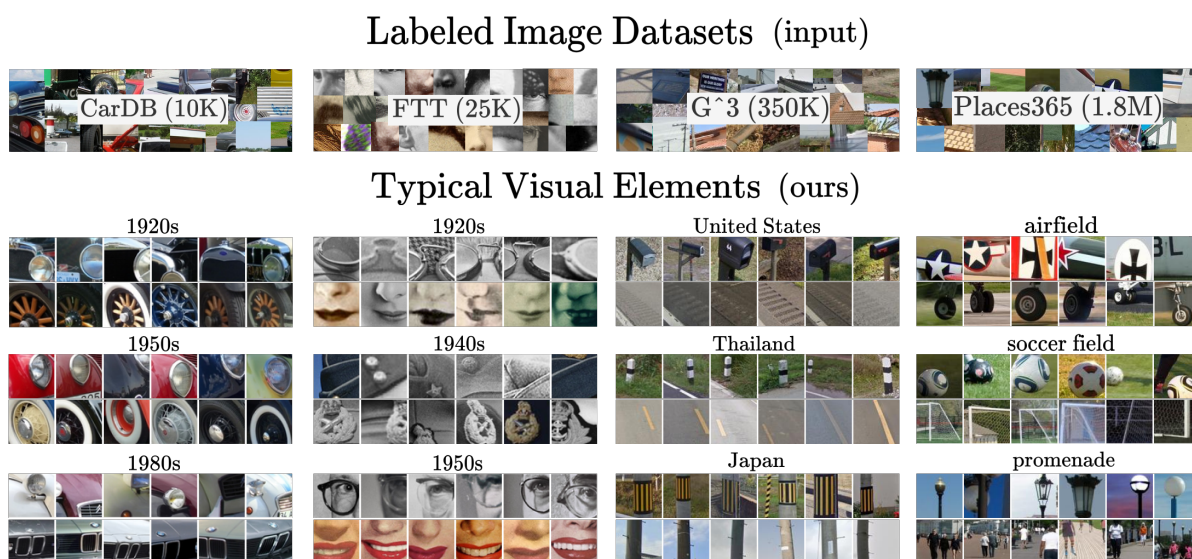 Labeled Image Datasets (input)
CarDB (10K)
FTT (25K)
G^3 (350K)
Places365 (1.8M)
Typical Visual Elements (ours)
1920s
1920s
United States
airfield
1950s
1940s
Thailand
soccer field
1980s
1950s
Japan
promenade